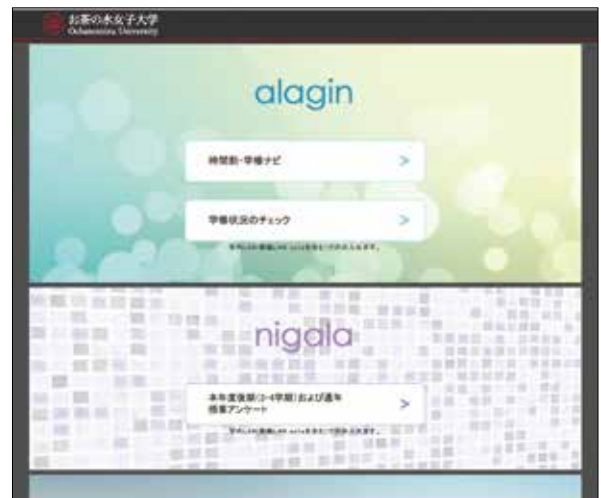 お茶の水女子大学
Ochanomizu University
alagin
時間割・学修ナビ
学修状況のチェック
nigala
本年度後期(3-4学期)および通年
授業アンケート